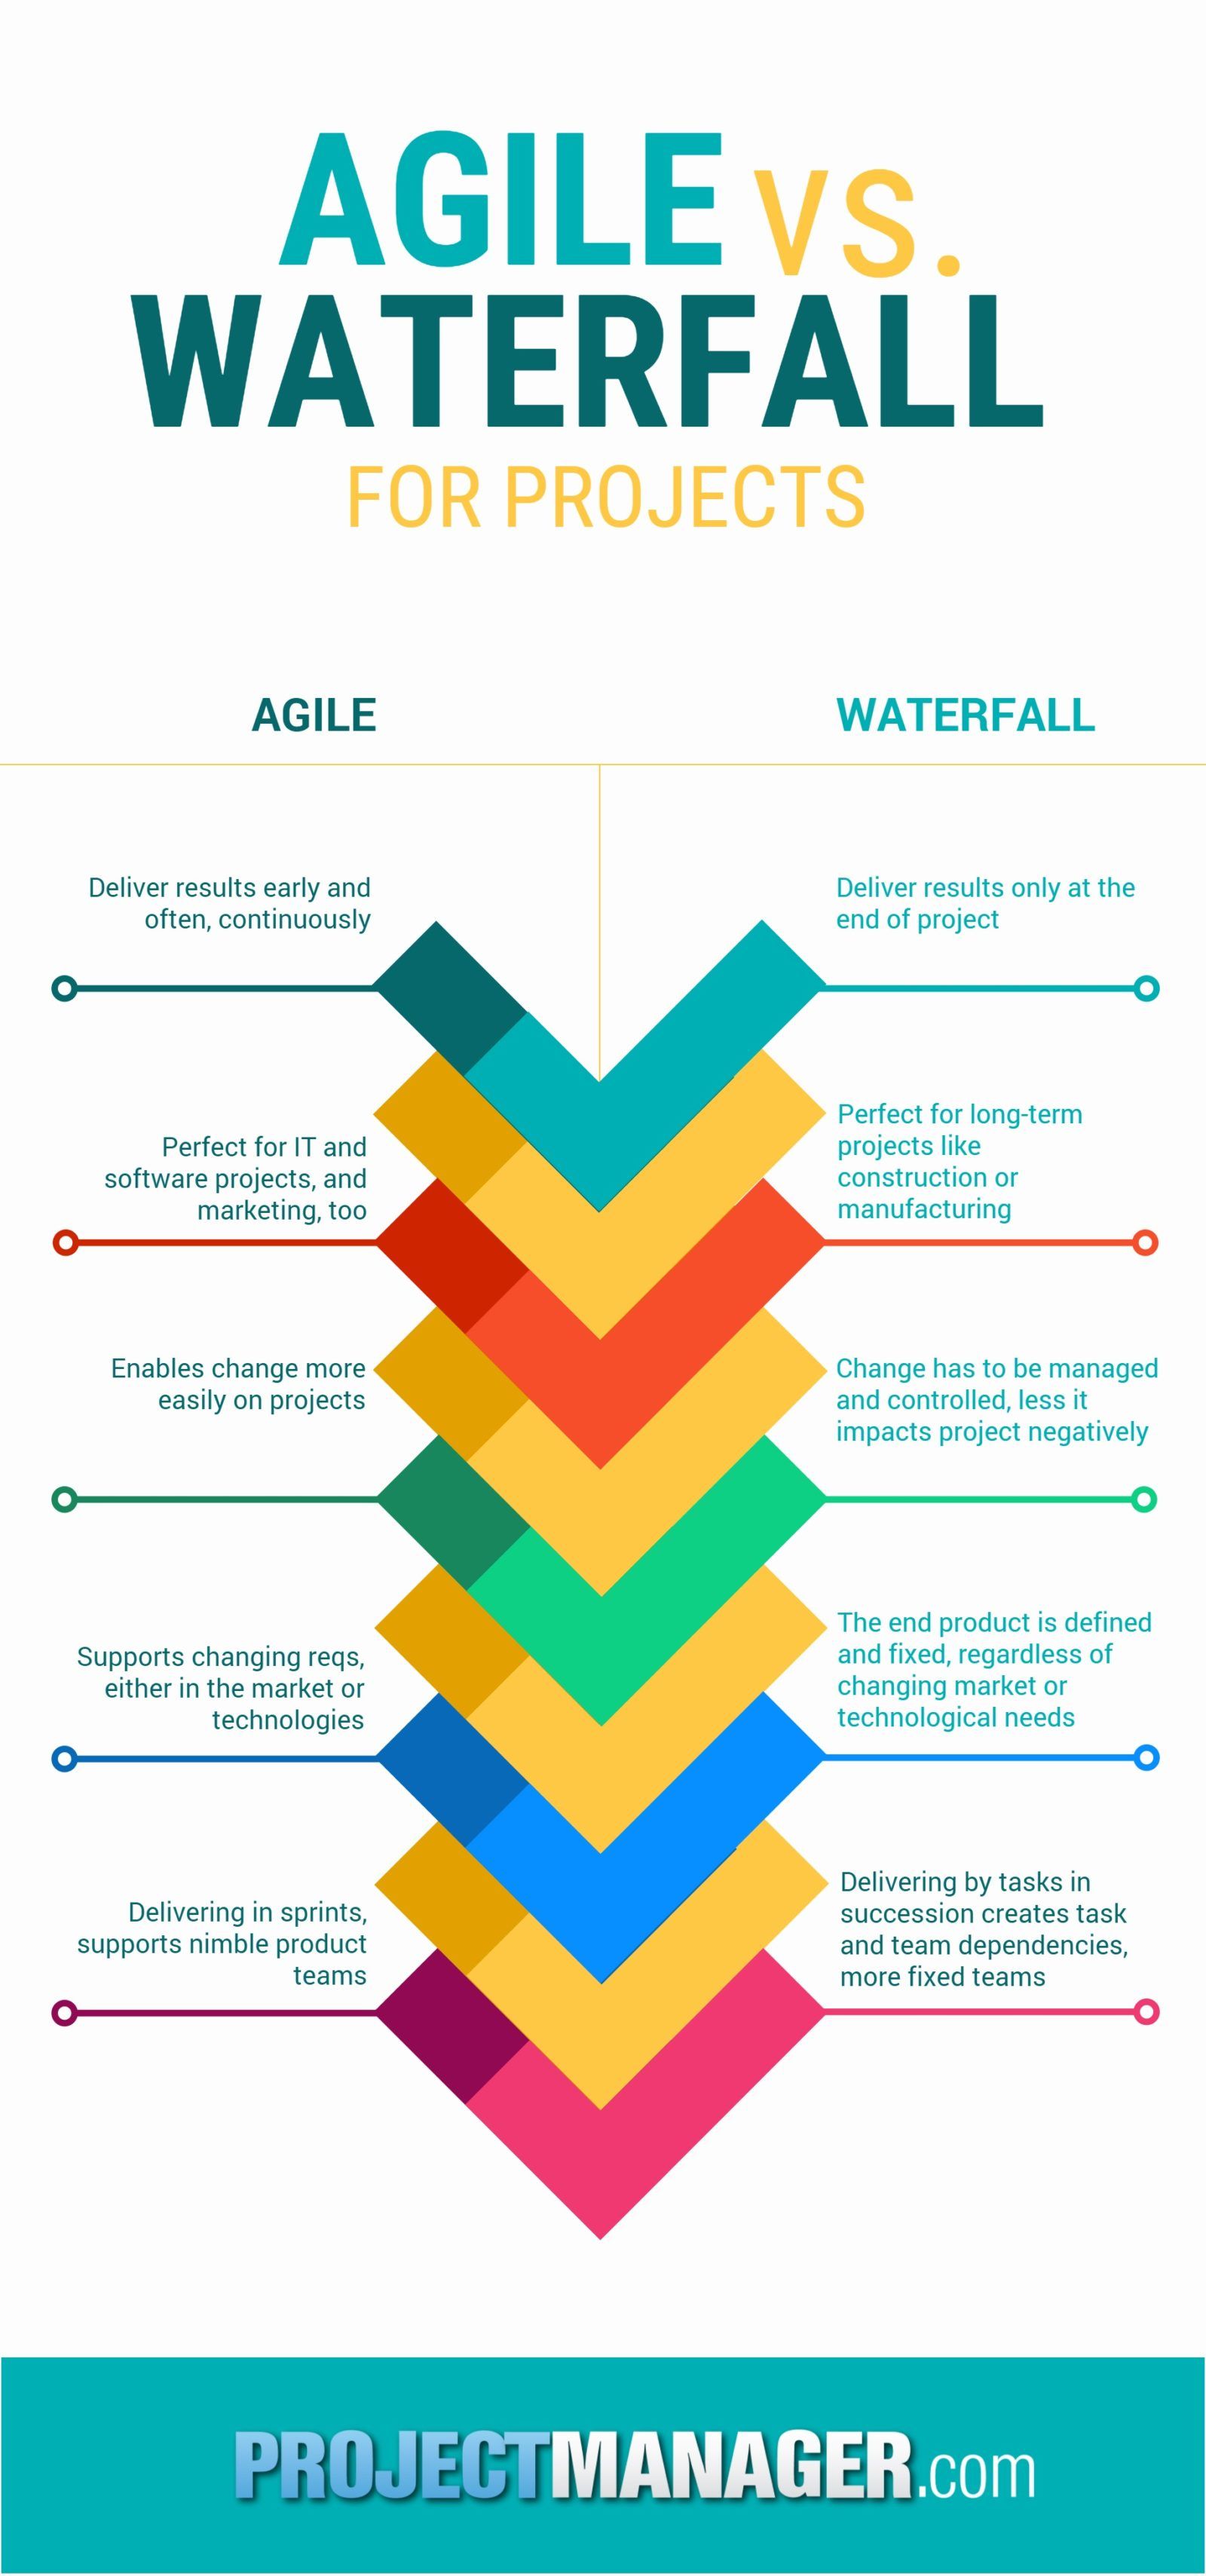 AGILE VS.
WATERFALL
FOR PROJECTS
AGILE
WATERFALL
Deliver results early and
often, continuously
Deliver results only at the
end of project
Perfect for IT and
software projects, and
marketing, too
Perfect for long-term
projects like
construction or
manufacturing
Enables change more
easily on projects
Change has to be managed
and controlled, less it
impacts project negatively
Supports changing reqs,
either in the market or
technologies
The end product is defined
and fixed, regardless of
changing market or
technological needs
Delivering in sprints,
supports nimble product
teams
Delivering by tasks in
succession creates task
and team dependencies,
more fixed teams
PROJECTMANAGER.com